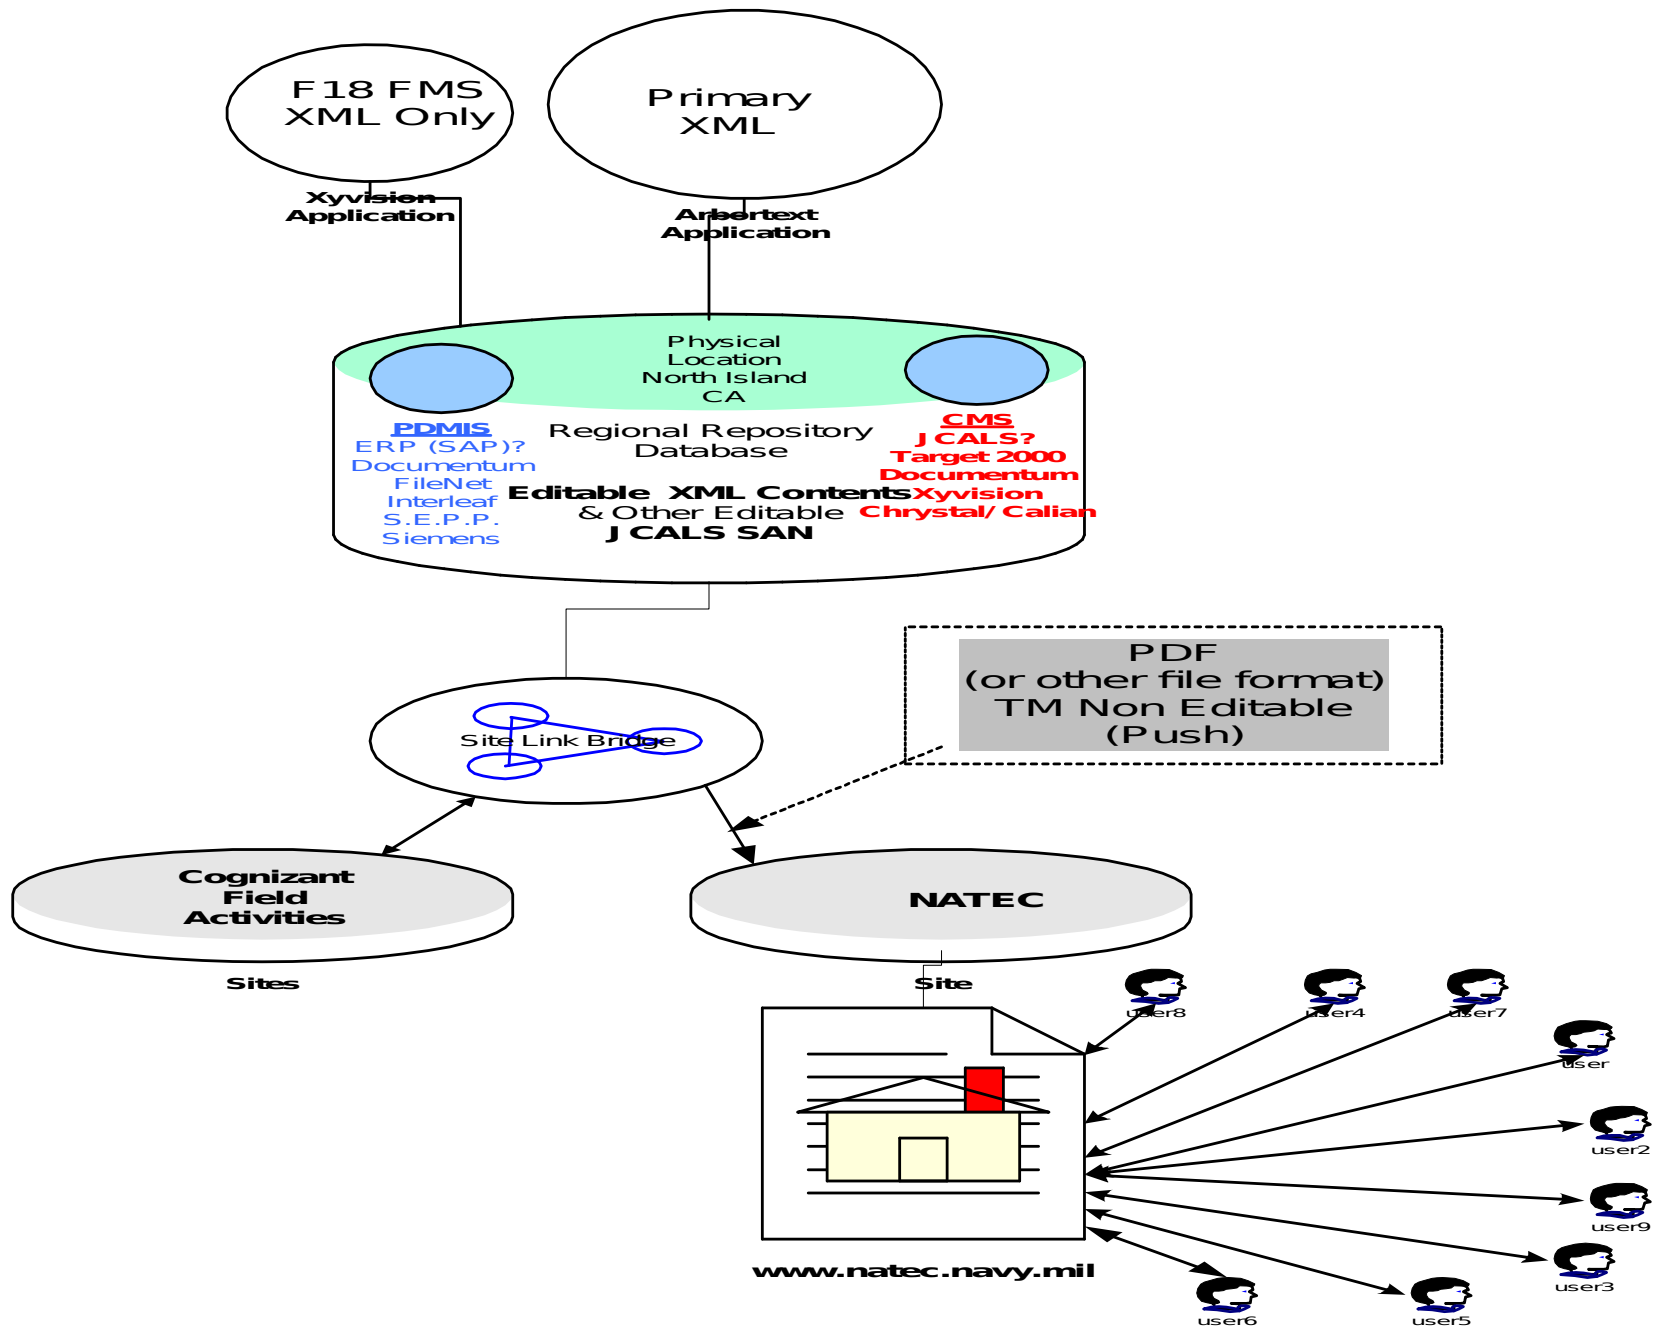 F18 FMS
XML Only
Primary
XML
Xyvision
Application
Arbortext
Application
Physical
Location
North Island
CA
PDMIS
ERP (SAP)?
Documentum
FileNet
Interleaf
S.E.P.P.
Siemens
Regional Repository
Database
Editable XML Contents
& Other Editable
JCALS SAN
CMS
JCALS?
Target 2000
Documentum
Xyvision
Chrystal/Calian
PDF
(or other file format)
TM Non Editable
(Push)
Site Link Bridge
Cognizant
Field
Activities
Sites
NATEC
Site
user8
user4
user7
user
user2
user9
user3
user5
user6
www.natec.navy.mil